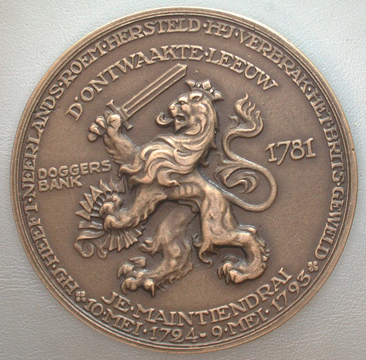 HY·HEEFT·NEERLANDS·ROEM·HERSTELD·HY·VERBRAK·HET·BRITS·GEWELD
D'ONTWAAKTE·LEEUW
1781
DOGGERS
BANK
JE·MAINTIENDRAI
10·MEI·1794-9·MEI·1795